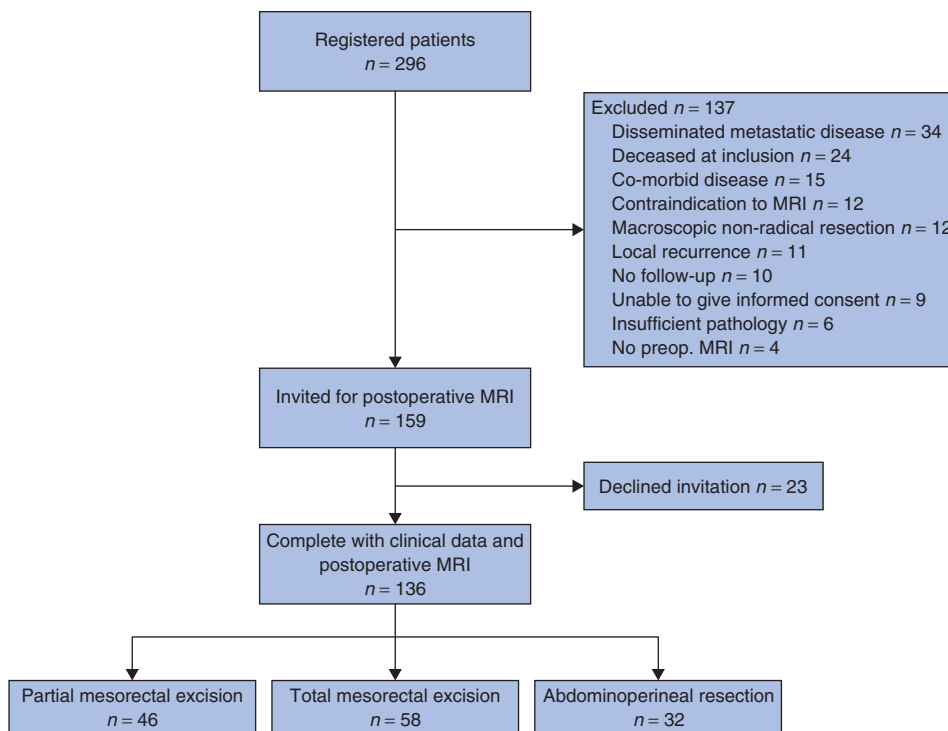 Registered patients
n = 296
Excluded n = 137
Disseminated metastatic disease n = 34
Deceased at inclusion n = 24
Co-morbid disease n = 15
Contraindication to MRI n = 12
Macroscopic non-radical resection n = 12
Local recurrence n = 11
No follow-up n = 10
Unable to give informed consent n = 9
Insufficient pathology n = 6
No preop. MRI n = 4
Invited for postoperative MRI
n = 159
Declined invitation n = 23
Complete with clinical data and
postoperative MRI
n = 136
Partial mesorectal excision
n = 46
Total mesorectal excision
n = 58
Abdominoperineal resection
n = 32